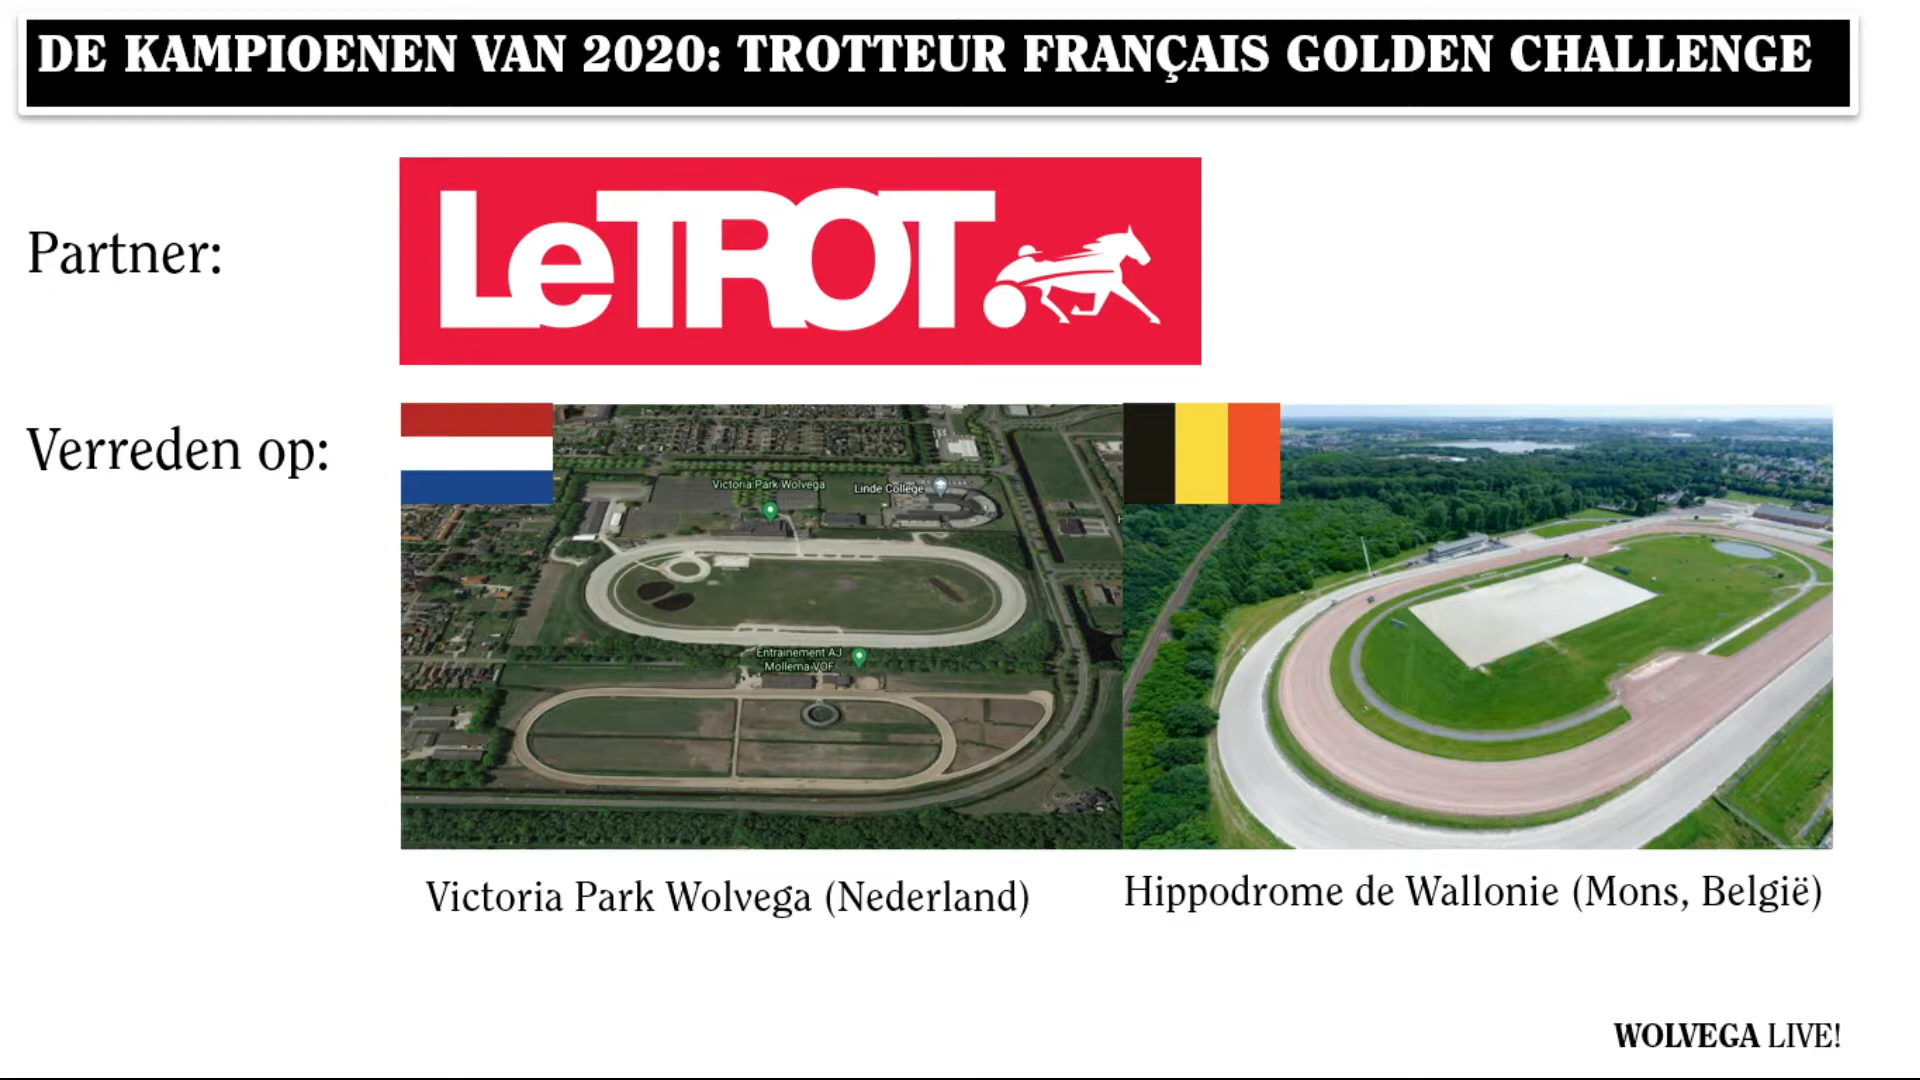 DE KAMPIOENEN VAN 2020: TROTTEUR FRANÇAIS GOLDEN CHALLENGE
Partner:
LeTROT
Verreden op:
Victoria Park Wolvega
Linde College
Entrainement AJ
Mollema VOF
Victoria Park Wolvega (Nederland)
Hippodrome de Wallonie (Mons, België)
WOLVEGA LIVE!